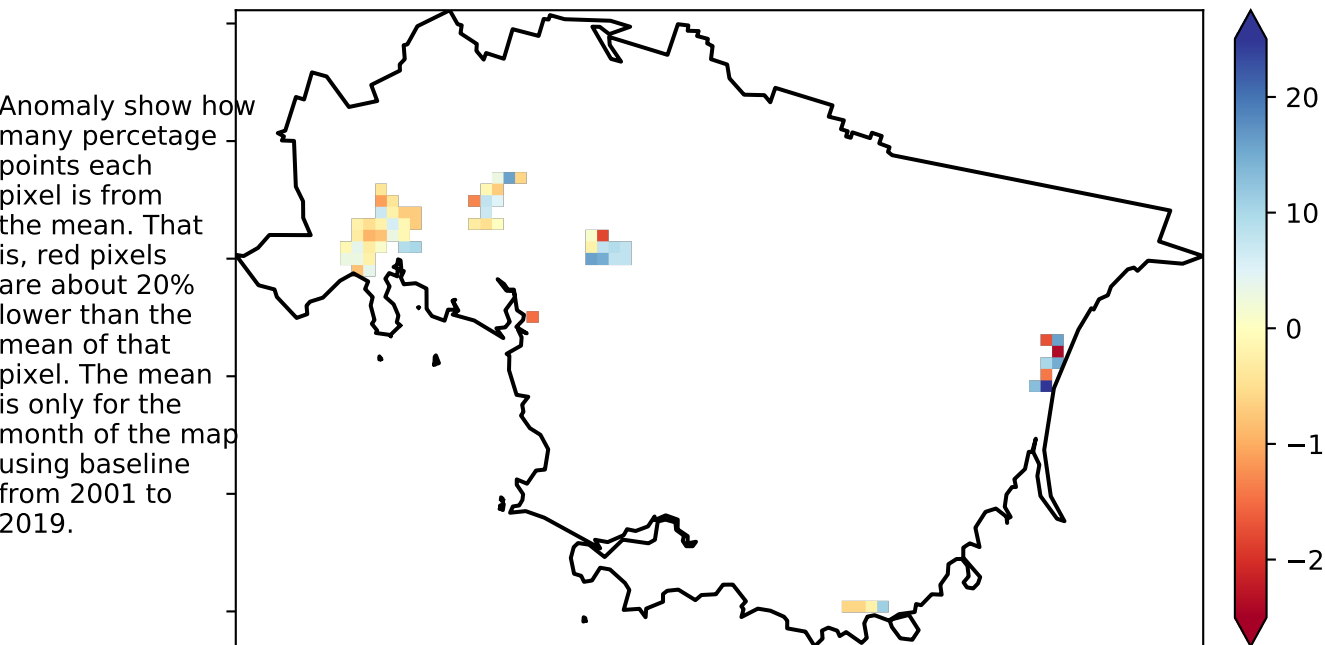 Anomaly show how
many percetage
points each
pixel is from
the mean. That
is, red pixels
are about 20%
lower than the
mean of that
pixel. The mean
is only for the
month of the map
using baseline
from 2001 to
2019.
20
10
0
−1
−2